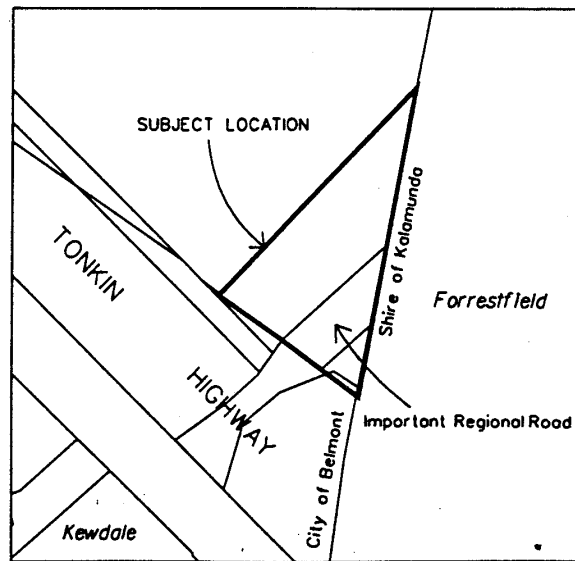 SUBJECT LOCATION
TONKIN
HIGHWAY
Shire of Kalamunda
Forrestfield
Important Regional Road
City of Belmont
Kewdale